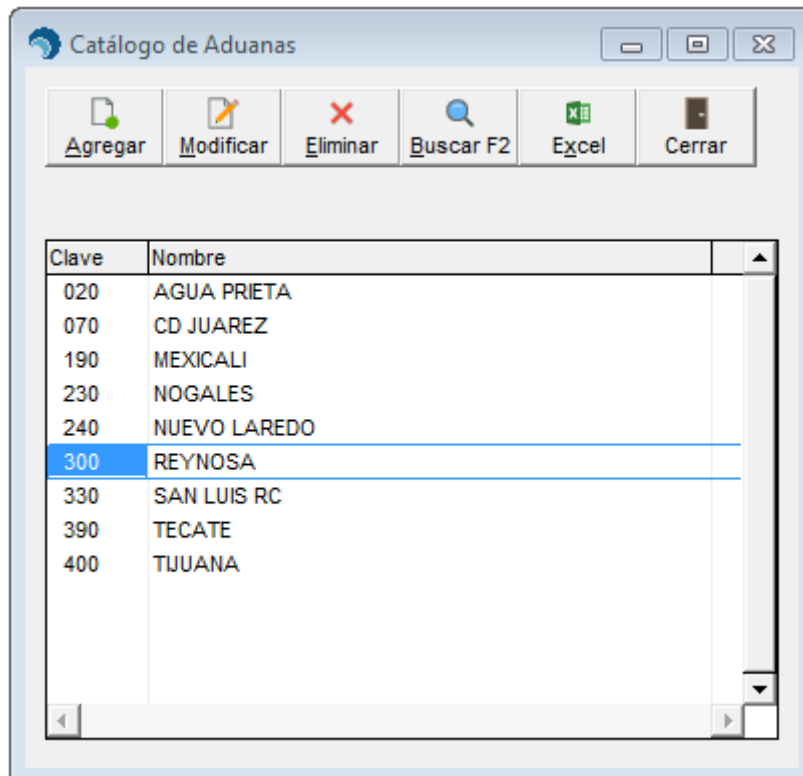 Catálogo de Aduanas
Agregar Modificar Eliminar Buscar F2 Excel Cerrar
Clave Nombre
020 AGUA PRIETA
070 CD JUAREZ
190 MEXICALI
230 NOGALES
240 NUEVO LAREDO
300 REYNOSA
330 SAN LUIS RC
390 TECATE
400 TIJUANA